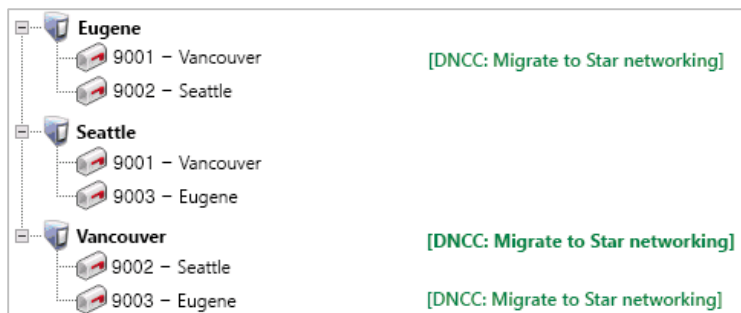 Eugene
9001 – Vancouver [DNCC: Migrate to Star networking]
9002 – Seattle
Seattle
9001 – Vancouver
9003 – Eugene
Vancouver [DNCC: Migrate to Star networking]
9002 – Seattle
9003 – Eugene [DNCC: Migrate to Star networking]